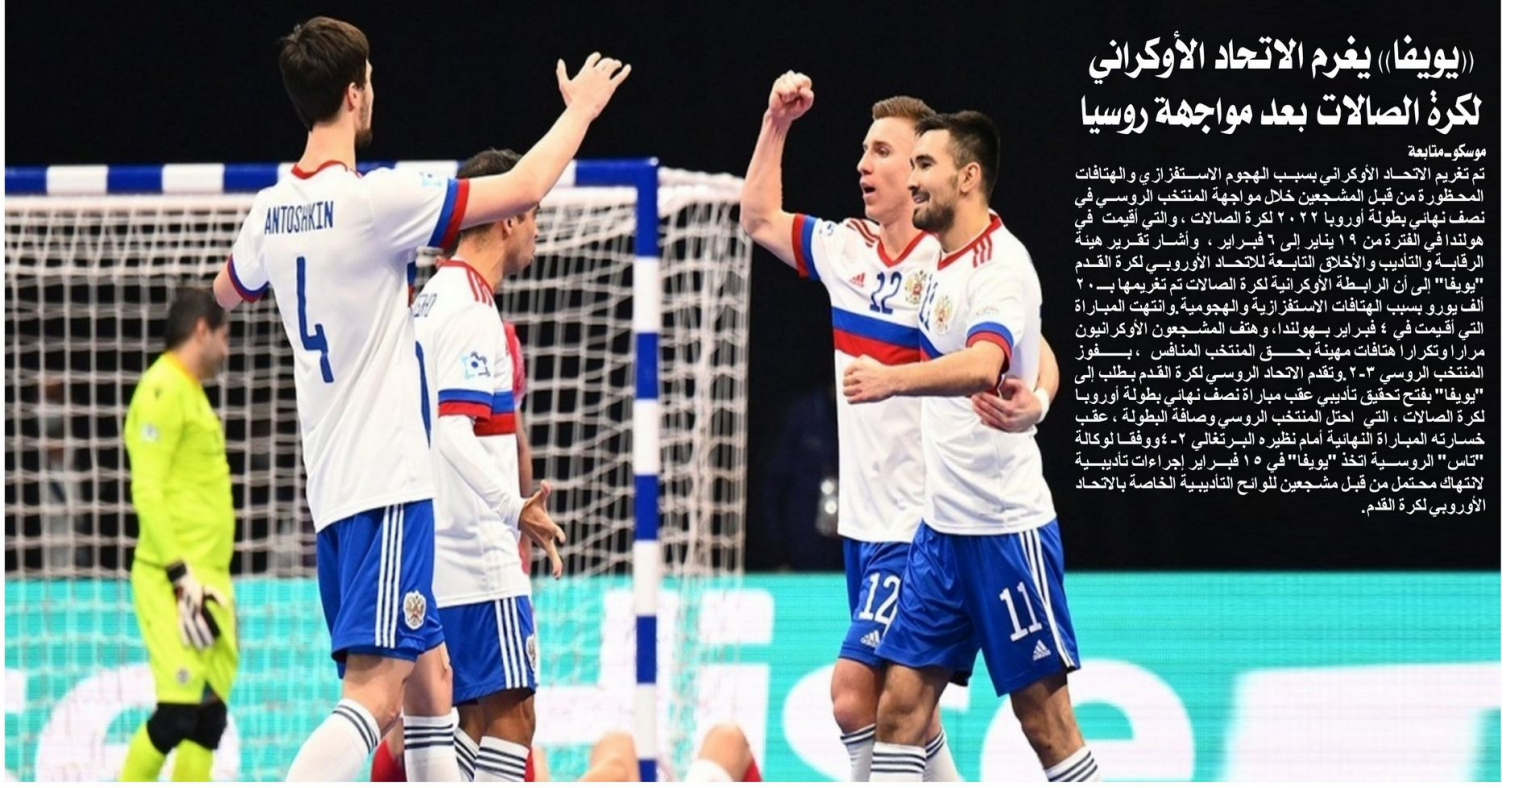 ((يويفا)) يغرم الاتحاد الأوكراني
لكرة الصالات بعد مواجهة روسيا
موسكو-متابعة
تم تغريم الاتحاد الأوكراني بسبب الهجوم الاستفزازي والهتافات
المحظورة من قبل المشجعين خلال مواجهة المنتخب الروسي في
نصف نهائي بطولة أوروبا ٢٠٢٢ لكرة الصالات ، والتي أقيمت في
هولندا في الفترة من ١٩ يناير إلى ٦ فبراير ، وأشار تقرير هيئة
الرقابة والتأديب والأخلاق التابعة للاتحاد الأوروبي لكرة القدم
"يويفا" إلى أن الرابطة الأوكرانية لكرة الصالات تم تغريمها بـ ٢٠
ألف يورو بسبب الهتافات الاستفزازية والهجومية.وانتهت المباراة
التي أقيمت في ٤ فبراير بهولندا، وهتف المشجعون الأوكرانيون
مرارا وتكرارا هتافات مهينة بحق المنتخب المنافس ، بفوز
المنتخب الروسي ٣-٢.وتقدم الاتحاد الروسي لكرة القدم بطلب إلى
"يويفا" بفتح تحقيق تأديبي عقب مباراة نصف نهائي بطولة أوروبا
لكرة الصالات ، التي احتل المنتخب الروسي وصافة البطولة ، عقب
خسارته المباراة النهائية أمام نظيره البرتغالي ٢-٤ووفقا لوكالة
"تاس" الروسية اتخذ "يويفا" في ١٥ فبراير إجراءات تأديبية
لانتهاك محتمل من قبل مشجعين للوائح التأديبية الخاصة بالاتحاد
الأوروبي لكرة القدم.
ANTOSHKIN
4
12
12
11